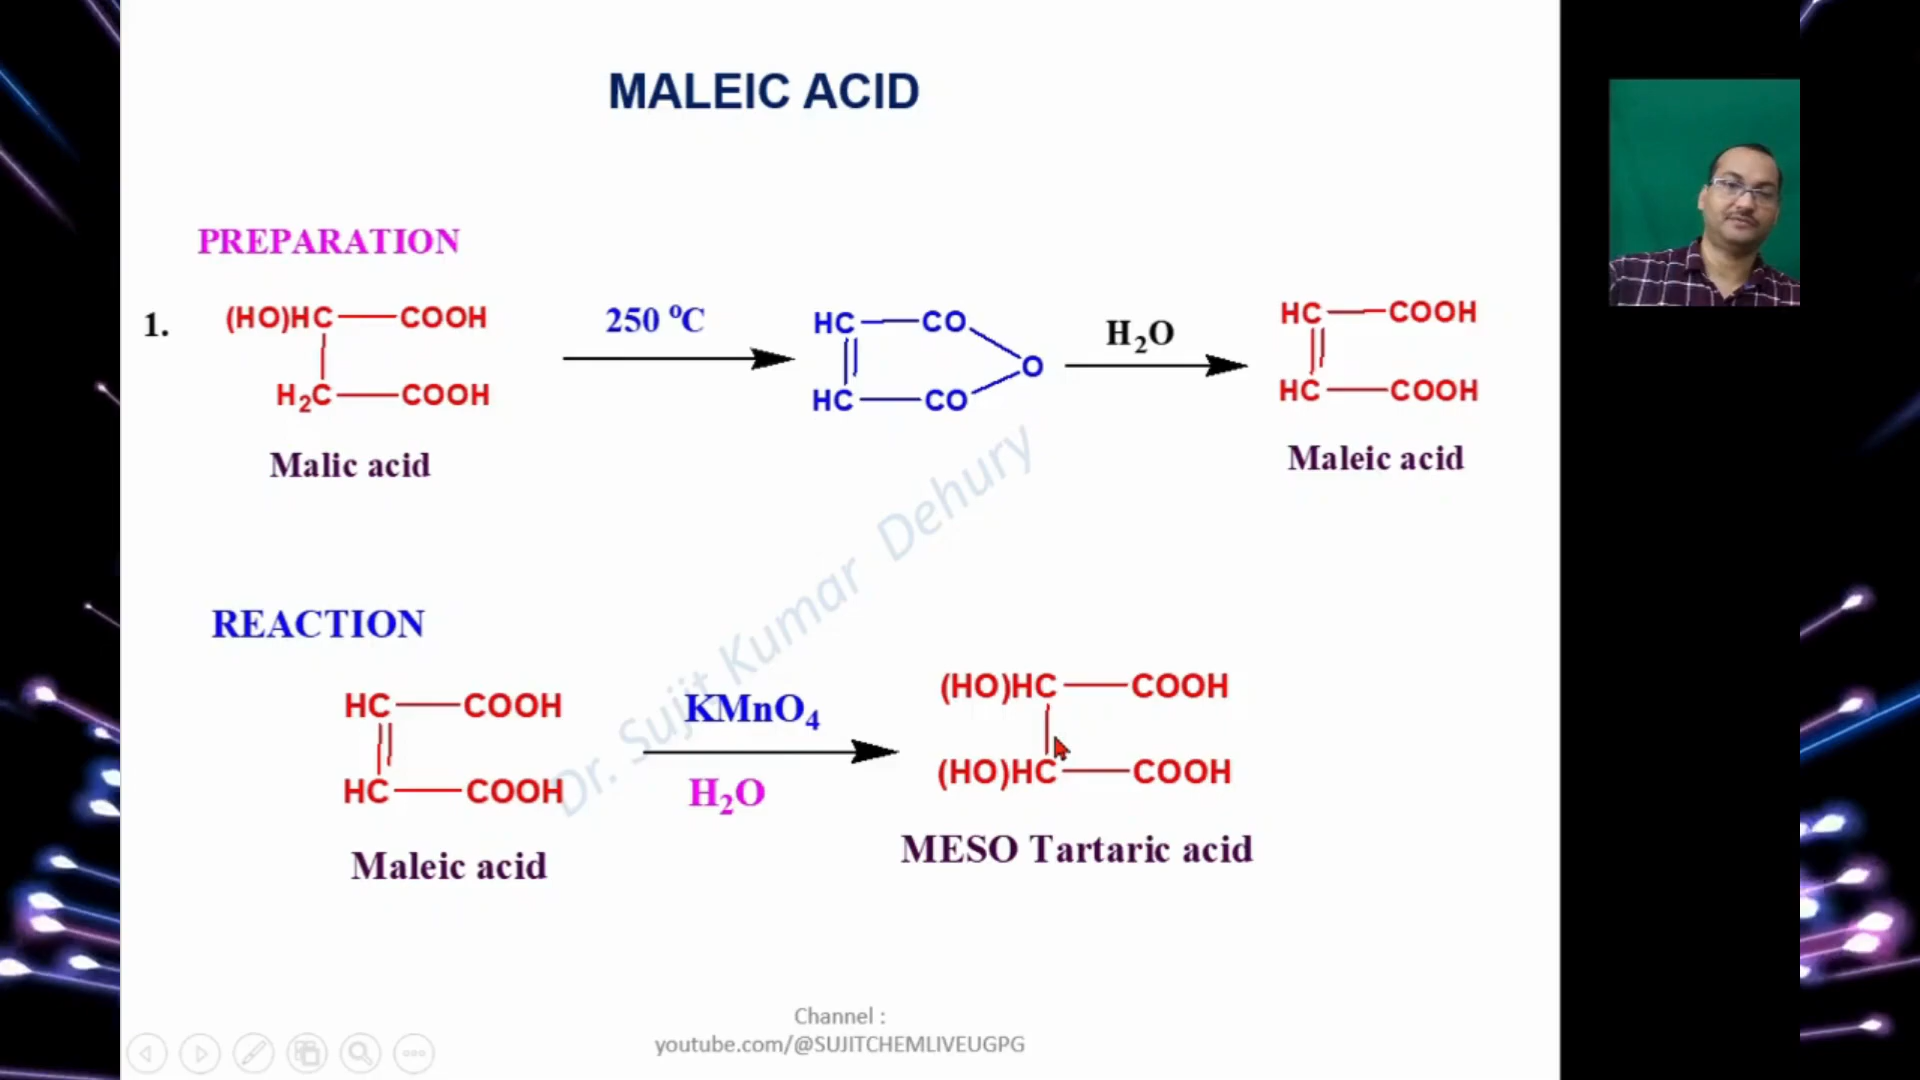 MALEIC ACID
PREPARATION
1.
(HO)HC COOH
H₂C COOH
Malic acid
250 ⁰C
HC CO
O
HC CO
H₂O
HC COOH
HC COOH
Maleic acid
Dr. Sujit Kumar Dehury
REACTION
HC COOH
HC COOH
Maleic acid
KMnO₄
H₂O
(HO)HC COOH
(HO)HC COOH
MESO Tartaric acid
Channel :
youtube.com/@SUJITCHEMLIVEUGPG